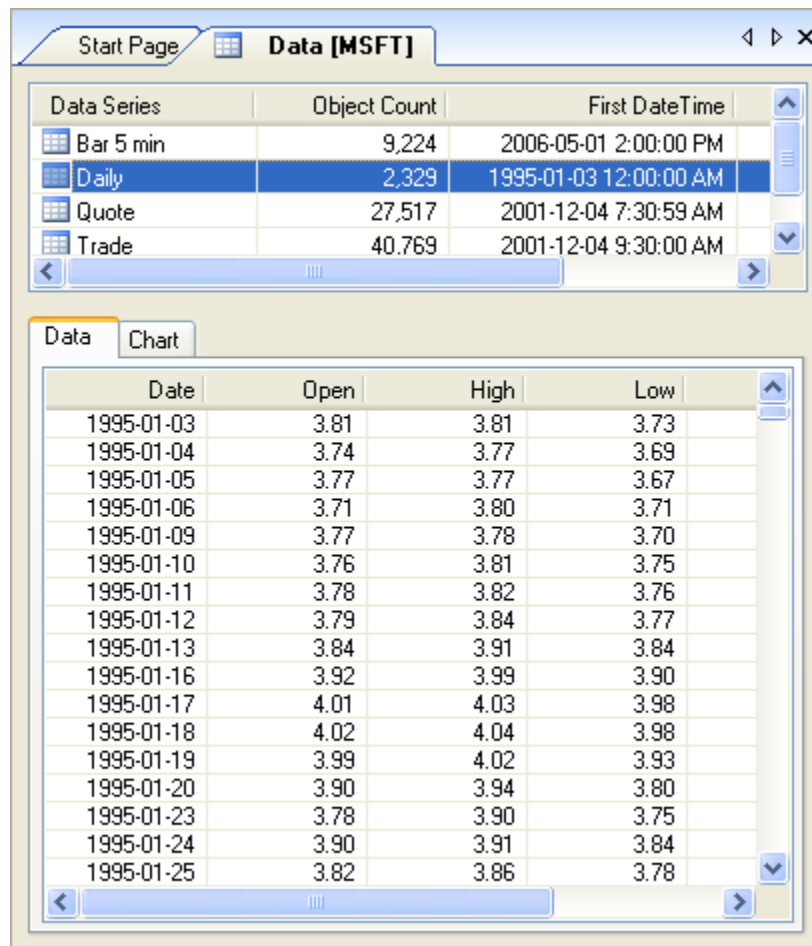 Start Page Data [MSFT]
Data Series Object Count First DateTime
Bar 5 min 9,224 2006-05-01 2:00:00 PM
Daily 2,329 1995-01-03 12:00:00 AM
Quote 27,517 2001-12-04 7:30:59 AM
Trade 40,769 2001-12-04 9:30:00 AM
Data Chart
Date Open High Low
1995-01-03 3.81 3.81 3.73
1995-01-04 3.74 3.77 3.69
1995-01-05 3.77 3.77 3.67
1995-01-06 3.71 3.80 3.71
1995-01-09 3.77 3.78 3.70
1995-01-10 3.76 3.81 3.75
1995-01-11 3.78 3.82 3.76
1995-01-12 3.79 3.84 3.77
1995-01-13 3.84 3.91 3.84
1995-01-16 3.92 3.99 3.90
1995-01-17 4.01 4.03 3.98
1995-01-18 4.02 4.04 3.98
1995-01-19 3.99 4.02 3.93
1995-01-20 3.90 3.94 3.80
1995-01-23 3.78 3.90 3.75
1995-01-24 3.90 3.91 3.84
1995-01-25 3.82 3.86 3.78